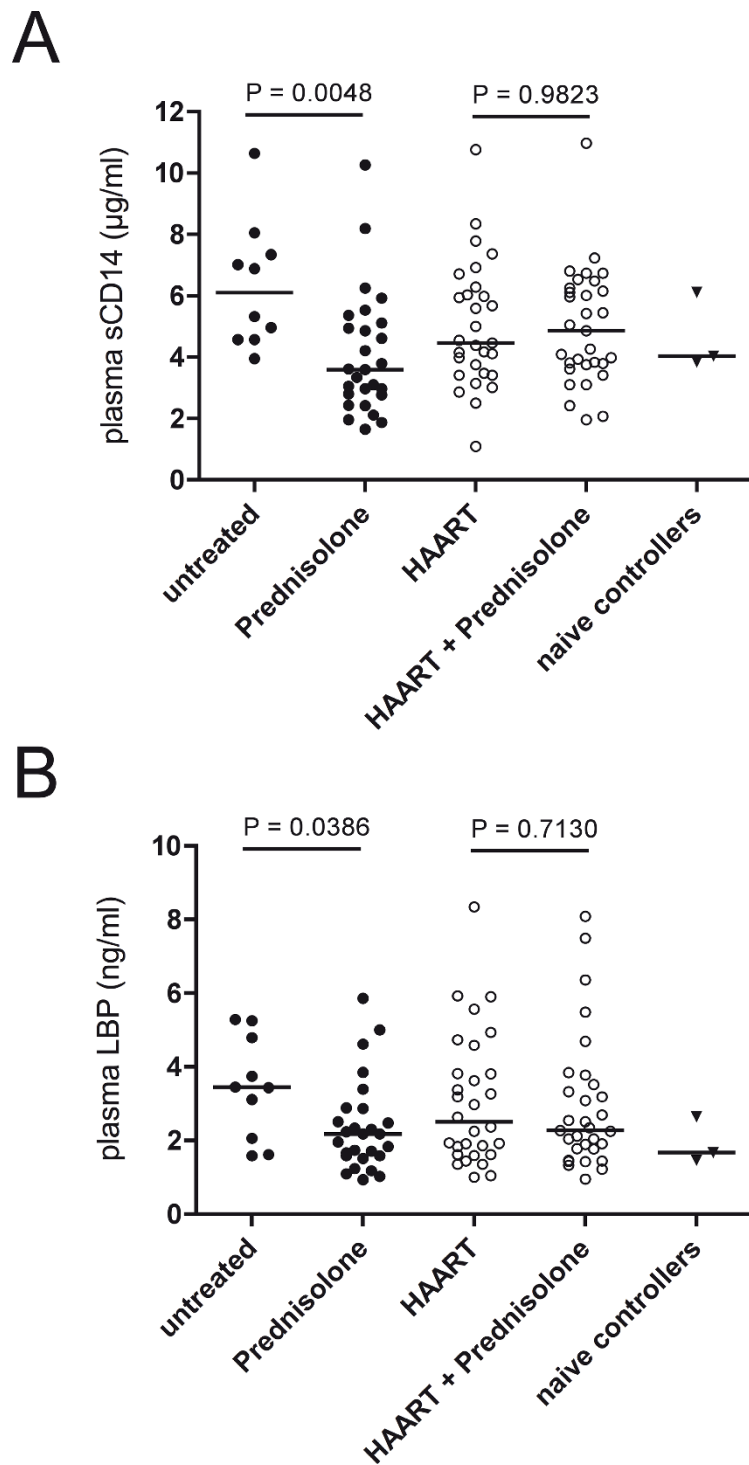 A
P = 0.0048
P = 0.9823
plasma sCD14 (µg/ml)
12
10
8
6
4
2
0
untreated
Prednisolone
HAART
HAART + Prednisolone
naive controllers
B
P = 0.0386
P = 0.7130
plasma LBP (ng/ml)
10
8
6
4
2
0
untreated
Prednisolone
HAART
HAART + Prednisolone
naive controllers